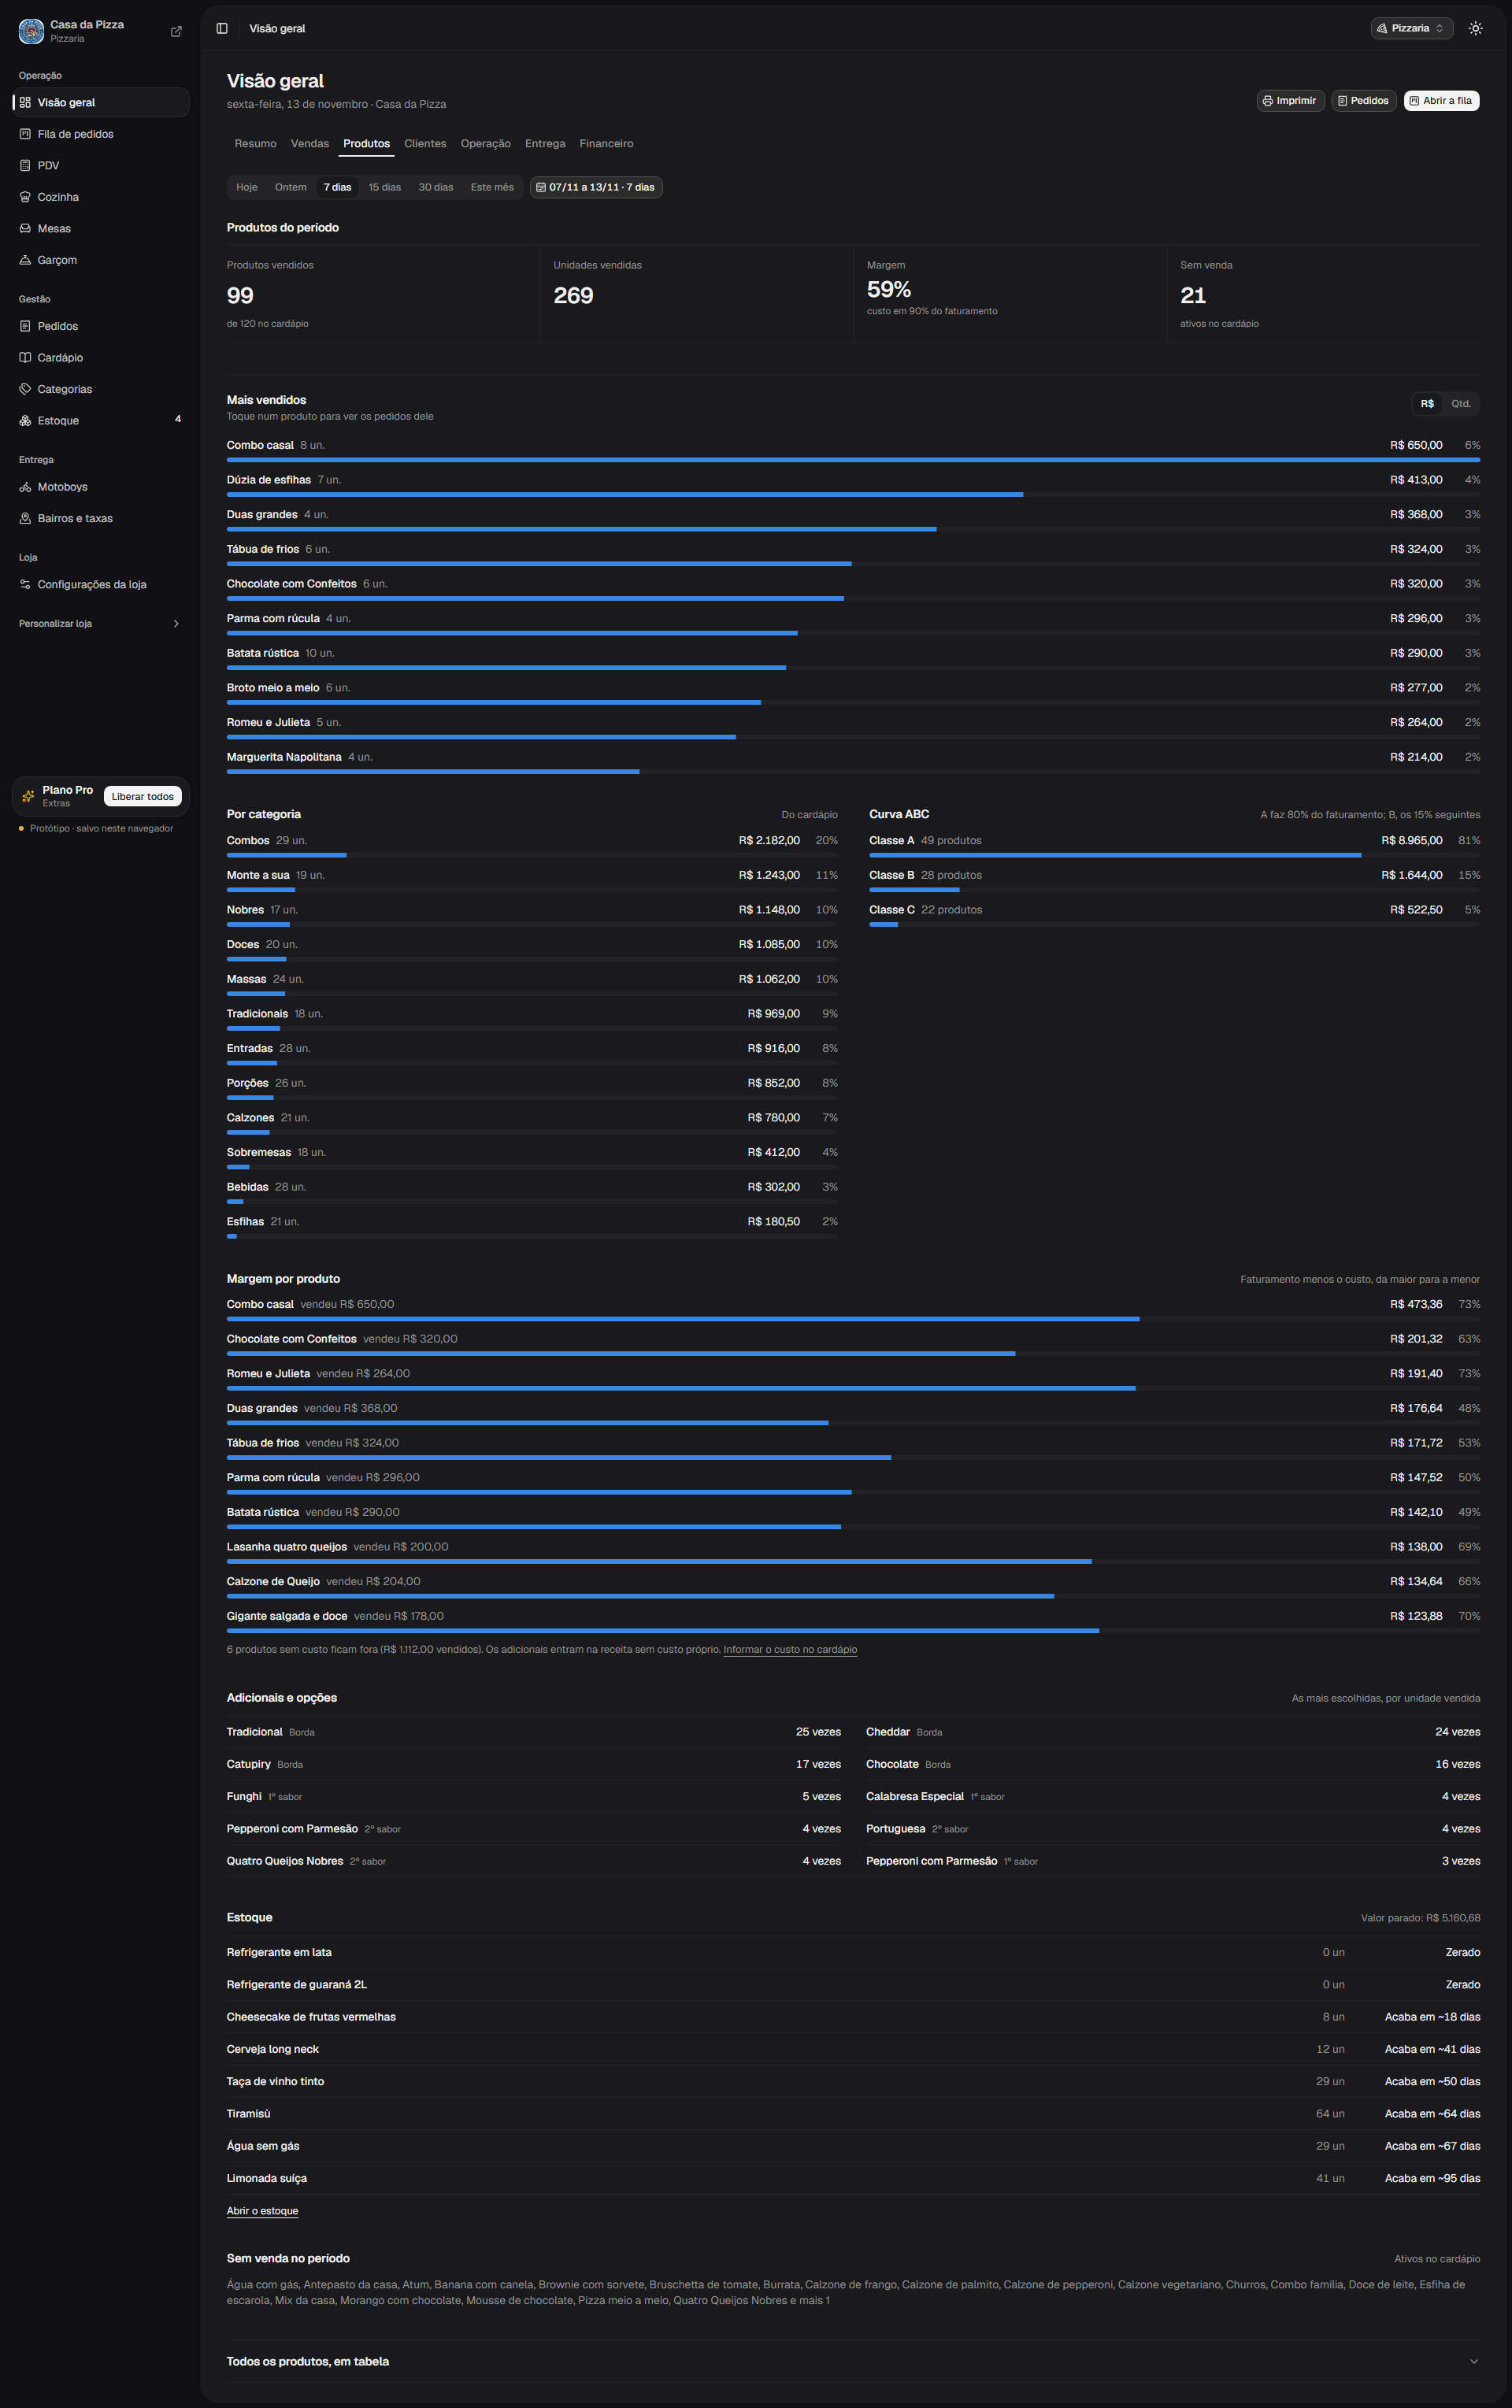 Casa da Pizza
Pizzaria
Operação
Visão geral
Fila de pedidos
PDV
Cozinha
Mesas
Garçom
Gestão
Pedidos
Cardápio
Categorias
Estoque 4
Entrega
Motoboys
Bairros e taxas
Loja
Configurações da loja
Personalizar loja
Plano Pro
Extras
Liberar todos
Protótipo · salvo neste navegador
Visão geral
Pizzaria
Visão geral
sexta-feira, 13 de novembro · Casa da Pizza
Imprimir Pedidos Abrir a fila
Resumo Vendas Produtos Clientes Operação Entrega Financeiro
Hoje Ontem 7 dias 15 dias 30 dias Este mês 07/11 a 13/11 · 7 dias
Produtos do período
Produtos vendidos
99
de 120 no cardápio
Unidades vendidas
269
Margem
59%
custo em 90% do faturamento
Sem venda
21
ativos no cardápio
Mais vendidos
Toque num produto para ver os pedidos dele
R$ Qtd.
Combo casal 8 un. R$ 650,00 6%
Dúzia de esfihas 7 un. R$ 413,00 4%
Duas grandes 4 un. R$ 368,00 3%
Tábua de frios 6 un. R$ 324,00 3%
Chocolate com Confeitos 6 un. R$ 320,00 3%
Parma com rúcula 4 un. R$ 296,00 3%
Batata rústica 10 un. R$ 290,00 3%
Broto meio a meio 6 un. R$ 277,00 2%
Romeu e Julieta 5 un. R$ 264,00 2%
Marguerita Napolitana 4 un. R$ 214,00 2%
Por categoria Do cardápio
Combos 29 un. R$ 2.182,00 20%
Monte a sua 19 un. R$ 1.243,00 11%
Nobres 17 un. R$ 1.148,00 10%
Doces 20 un. R$ 1.085,00 10%
Massas 24 un. R$ 1.062,00 10%
Tradicionais 18 un. R$ 969,00 9%
Entradas 28 un. R$ 916,00 8%
Porções 26 un. R$ 852,00 8%
Calzones 21 un. R$ 780,00 7%
Sobremesas 18 un. R$ 412,00 4%
Bebidas 28 un. R$ 302,00 3%
Esfihas 21 un. R$ 180,50 2%
Curva ABC A faz 80% do faturamento; B, os 15% seguintes
Classe A 49 produtos R$ 8.965,00 81%
Classe B 28 produtos R$ 1.644,00 15%
Classe C 22 produtos R$ 522,50 5%
Margem por produto Faturamento menos o custo, da maior para a menor
Combo casal vendeu R$ 650,00 R$ 473,36 73%
Chocolate com Confeitos vendeu R$ 320,00 R$ 201,32 63%
Romeu e Julieta vendeu R$ 264,00 R$ 191,40 73%
Duas grandes vendeu R$ 368,00 R$ 176,64 48%
Tábua de frios vendeu R$ 324,00 R$ 171,72 53%
Parma com rúcula vendeu R$ 296,00 R$ 147,52 50%
Batata rústica vendeu R$ 290,00 R$ 142,10 49%
Lasanha quatro queijos vendeu R$ 200,00 R$ 138,00 69%
Calzone de Queijo vendeu R$ 204,00 R$ 134,64 66%
Gigante salgada e doce vendeu R$ 178,00 R$ 123,88 70%
6 produtos sem custo ficam fora (R$ 1.112,00 vendidos). Os adicionais entram na receita sem custo próprio. Informar o custo no cardápio
Adicionais e opções As mais escolhidas, por unidade vendida
Tradicional Borda 25 vezes Cheddar Borda 24 vezes
Catupiry Borda 17 vezes Chocolate Borda 16 vezes
Funghi 1º sabor 5 vezes Calabresa Especial 1º sabor 4 vezes
Pepperoni com Parmesão 2º sabor 4 vezes Portuguesa 2º sabor 4 vezes
Quatro Queijos Nobres 2º sabor 4 vezes Pepperoni com Parmesão 1º sabor 3 vezes
Estoque Valor parado: R$ 5.160,68
Refrigerante em lata 0 un Zerado
Refrigerante de guaraná 2L 0 un Zerado
Cheesecake de frutas vermelhas 8 un Acaba em ~18 dias
Cerveja long neck 12 un Acaba em ~41 dias
Taça de vinho tinto 29 un Acaba em ~50 dias
Tiramisù 64 un Acaba em ~64 dias
Água sem gás 29 un Acaba em ~67 dias
Limonada suíça 41 un Acaba em ~95 dias
Abrir o estoque
Sem venda no período Ativos no cardápio
Água com gás, Antepasto da casa, Atum, Banana com canela, Brownie com sorvete, Bruschetta de tomate, Burrata, Calzone de frango, Calzone de palmito, Calzone de pepperoni, Calzone vegetariano, Churros, Combo família, Doce de leite, Esfiha de
escarola, Mix da casa, Morango com chocolate, Mousse de chocolate, Pizza meio a meio, Quatro Queijos Nobres e mais 1
Todos os produtos, em tabela